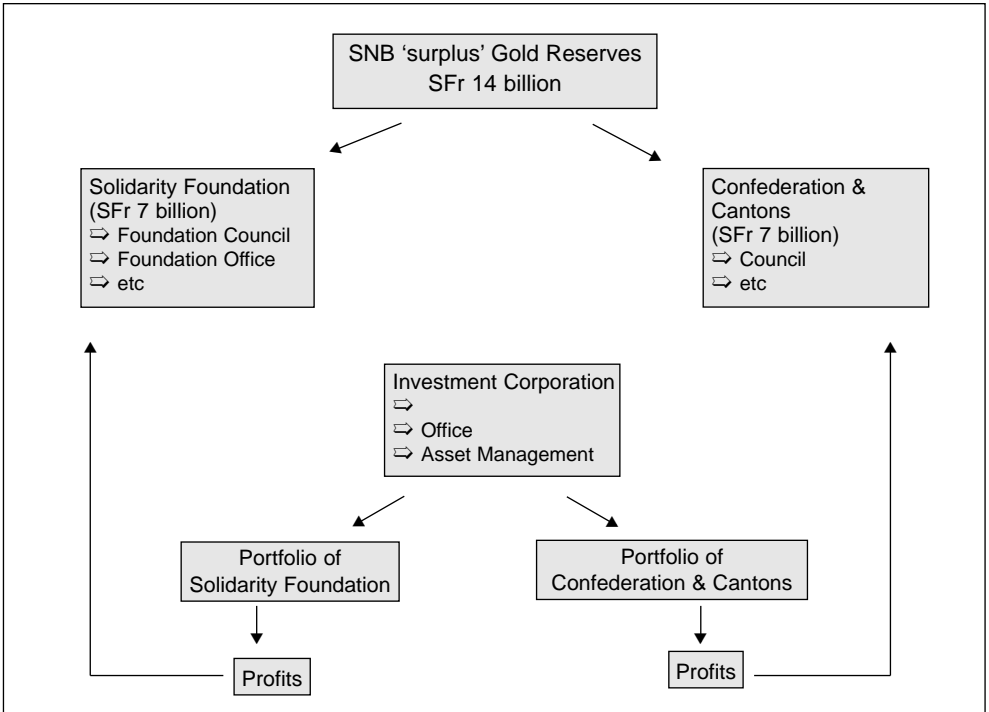 SNB ‘surplus’ Gold Reserves
SFr 14 billion
Solidarity Foundation
(SFr 7 billion)
⇨ Foundation Council
⇨ Foundation Office
⇨ etc
Confederation &
Cantons
(SFr 7 billion)
⇨ Council
⇨ etc
Investment Corporation
⇨
⇨ Office
⇨ Asset Management
Portfolio of
Solidarity Foundation
Portfolio of
Confederation & Cantons
Profits
Profits